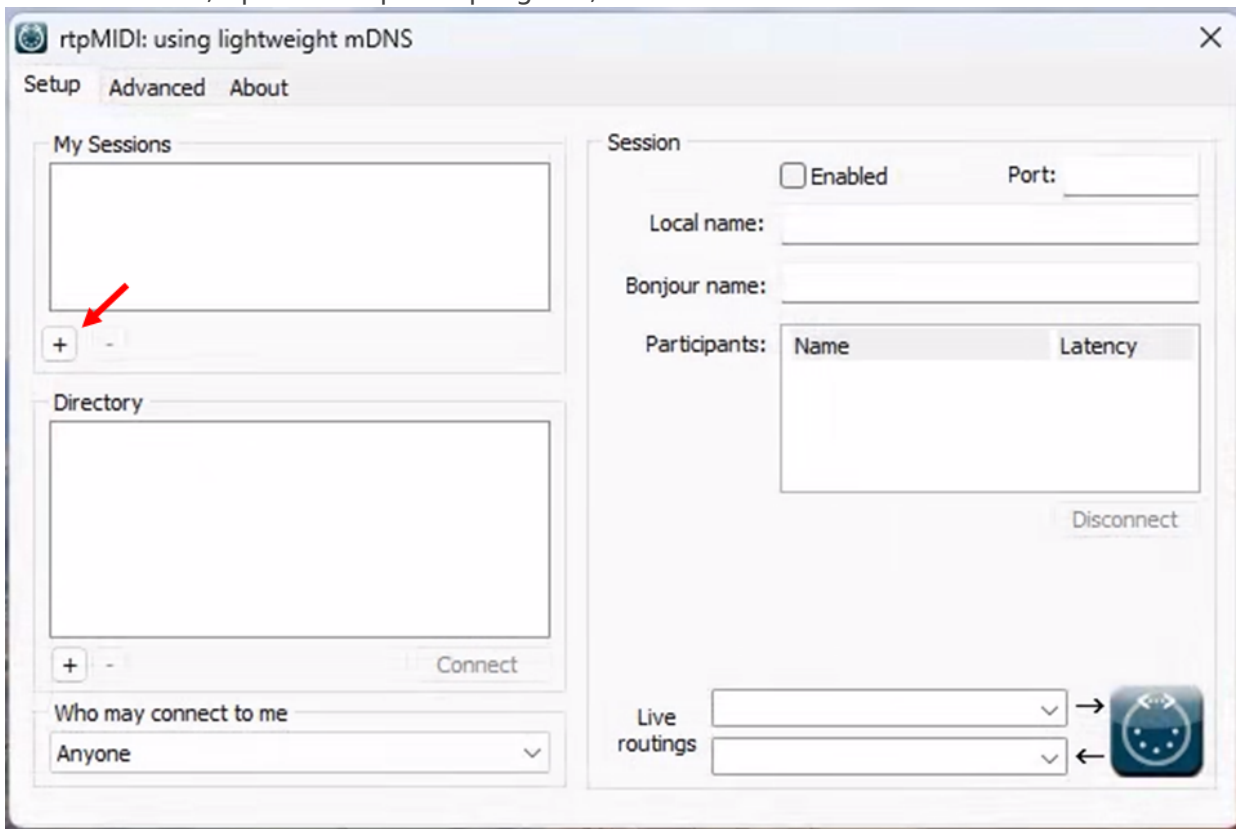 rtpMIDI: using lightweight mDNS
Setup Advanced About
My Sessions
+ -
Directory
+ - Connect
Who may connect to me
Anyone
Session
Enabled Port:
Local name:
Bonjour name:
Participants: Name Latency
Disconnect
Live
routings